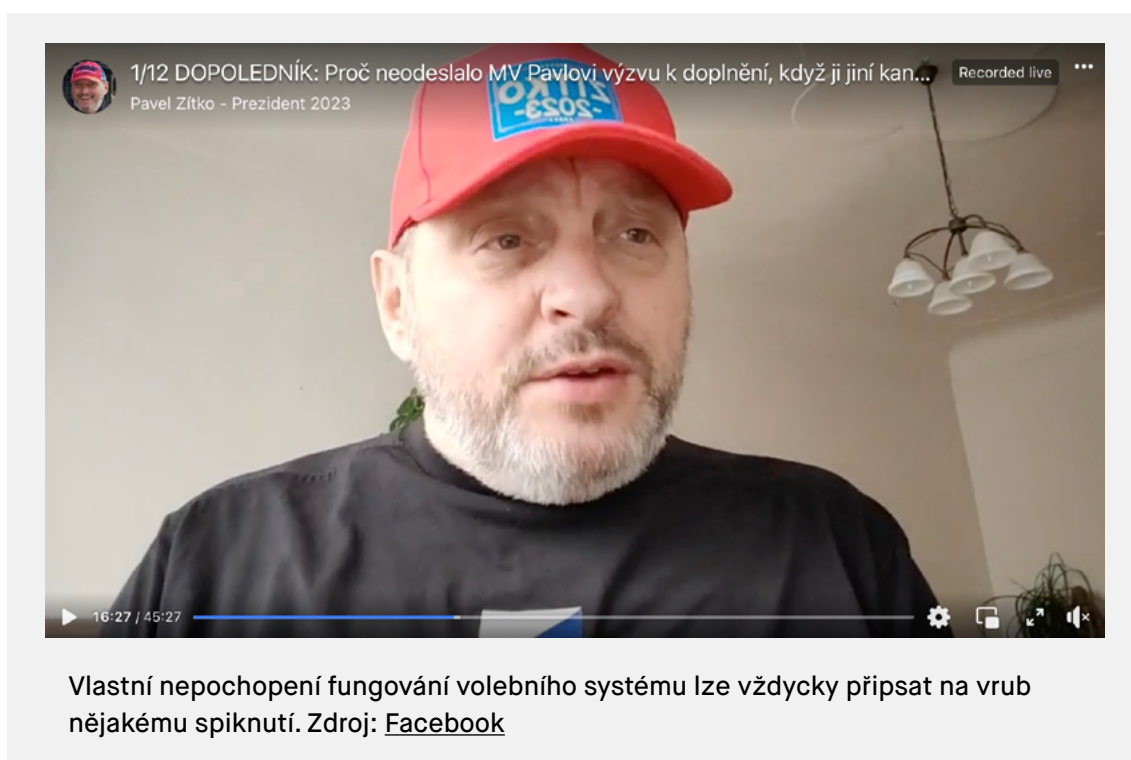 1/12 DOPOLEDNÍK: Proč neodeslalo MV Pavlovi výzvu k doplnění, když ji jiní kan...
Recorded live
Pavel Zítko – Prezident 2023
ZÍTKO
-2023-
16:27 / 45:27
Vlastní nepochopení fungování volebního systému lze vždycky připsat na vrub
nějakému spiknutí. Zdroj: Facebook